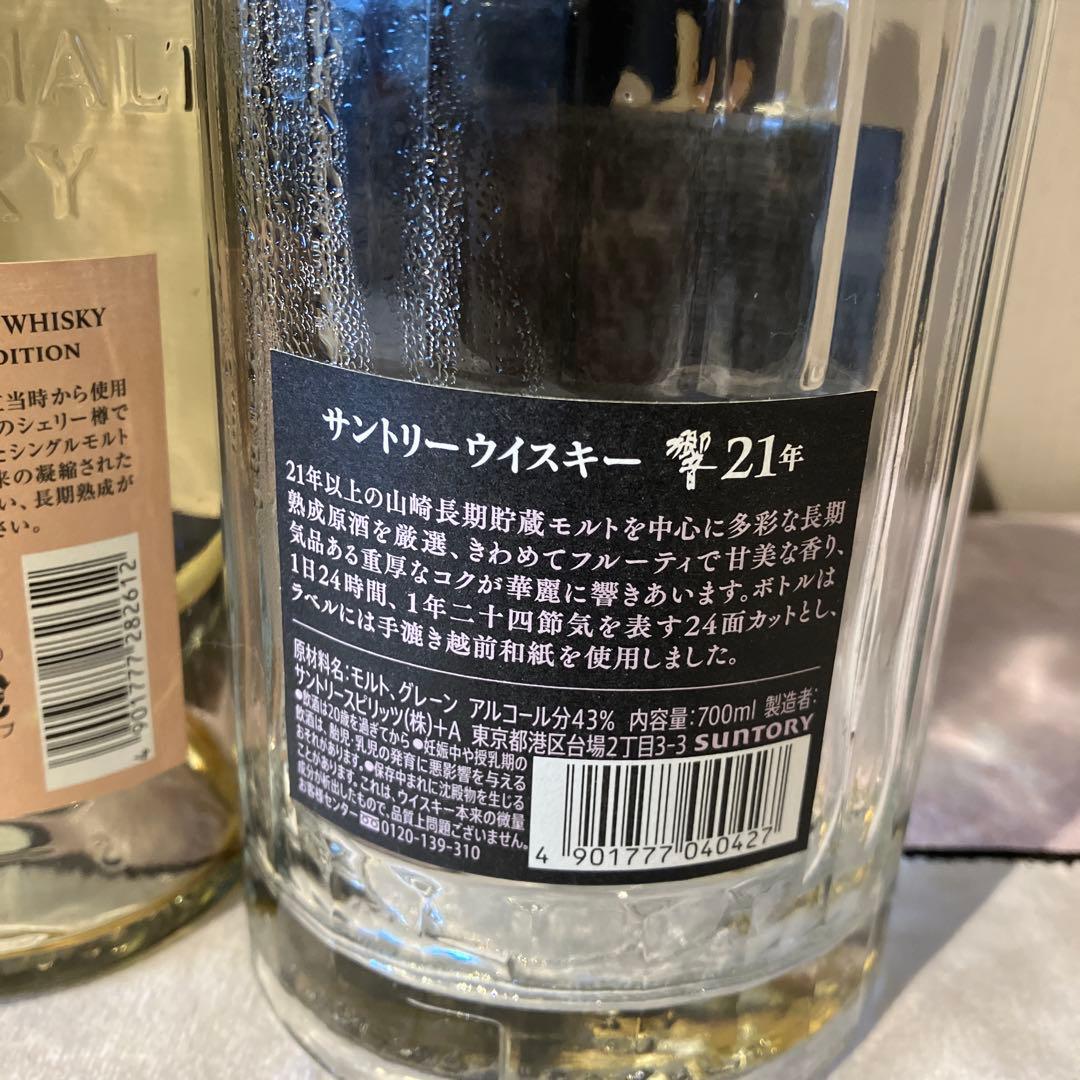 MALT
KY
WHISKY
DITION
当時から使用
のシェリー樽で
たシングルモルト
来の凝縮された
い、長期熟成が
さい。
4 901777 282612
サントリーウイスキー 響 21年
21年以上の山崎長期貯蔵モルトを中心に多彩な長期
熟成原酒を厳選、きわめてフルーティで甘美な香り、
気品ある重厚なコクが華麗に響きあいます。ボトルは
1日24時間、1年二十四節気を表す24面カットとし、
ラベルには手漉き越前和紙を使用しました。
原材料名:モルト、グレーン アルコール分43% 内容量:700ml 製造者:
サントリースピリッツ(株)+A 東京都港区台場2丁目3-3 SUNTORY
●飲酒は20歳を過ぎてから●妊娠中や授乳期の
飲酒は、胎児・乳児の発育に悪影響を与える
おそれがあります。●保存中まれに沈殿物を生じる
ことがあります。これは、ウイスキー本来の微量
成分が析出したもので、品質上問題ございません。
お客様センター 0120-139-310
4 901777 040427